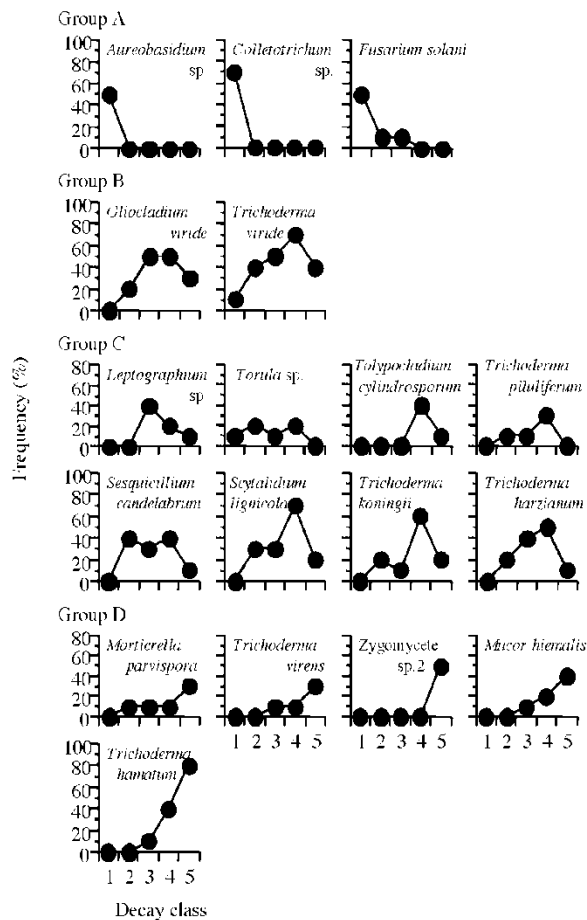 Group A
100
80
60
40
20
0
Aureobasidium
sp
Colletotrichum
sp.
Fusarium solani
Group B
100
80
60
40
20
0
Gliocladium
viride
Trichoderma
viride
Group C
80
60
40
20
0
Leptographium
sp
Torula sp.
Tolypocladium
cylindrosporum
Trichoderma
piluliferum
80
60
40
20
0
Sesquicillium
candelabrum
Scytalidium
lignicola
Trichoderma
koningii
Trichoderma
harzianum
Group D
80
60
40
20
0
Mortierella
parvispora
Trichoderma
virens
Zygomycete
sp.2
Mucor hiemalis
1 2 3 4 5
1 2 3 4 5
1 2 3 4 5
100
80
60
40
20
0
Trichoderma
hamatum
1 2 3 4 5
Decay class
Frequency (%)